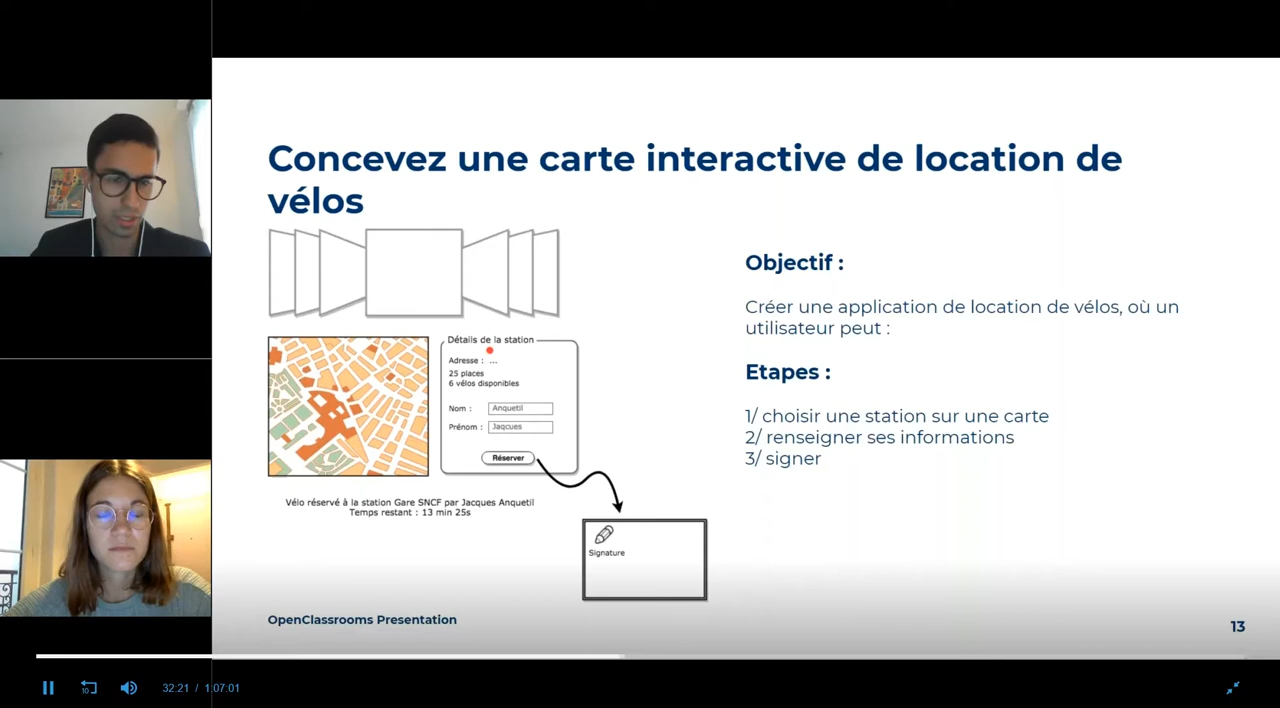 Concevez une carte interactive de location de
vélos
Détails de la station
Adresse : ...
25 places
6 vélos disponibles
Nom : Anquetil
Prénom : Jaqcues
Réserver
Vélo réservé à la station Gare SNCF par Jacques Anquetil
Temps restant : 13 min 25s
Signature
Objectif :
Créer une application de location de vélos, où un
utilisateur peut :
Etapes :
1/ choisir une station sur une carte
2/ renseigner ses informations
3/ signer
OpenClassrooms Presentation
13
10
32:21 / 1:07:01